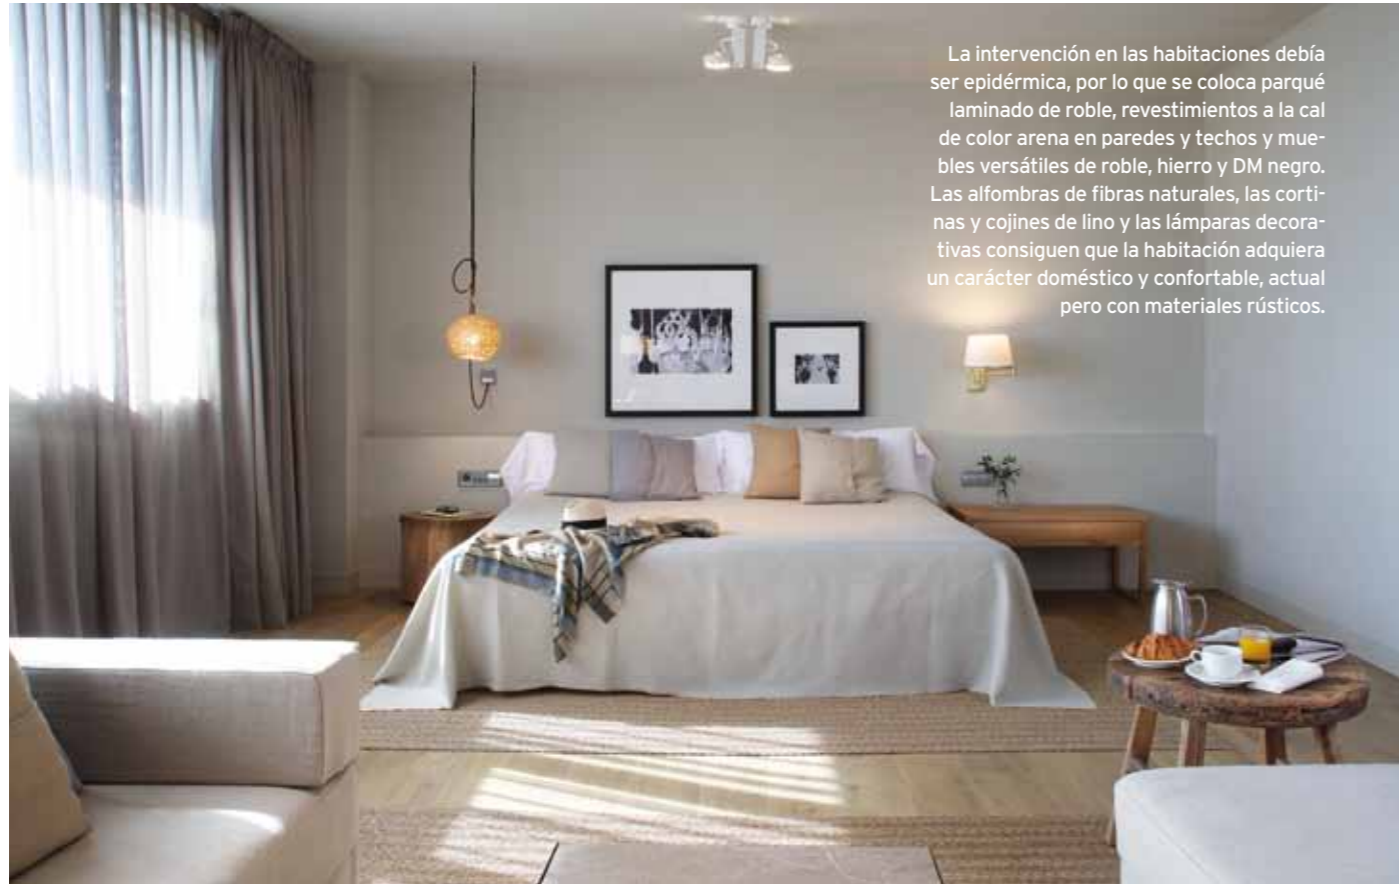 La intervención en las habitaciones debía
ser epidérmica, por lo que se coloca parqué
laminado de roble, revestimientos a la cal
de color arena en paredes y techos y mue-
bles versátiles de roble, hierro y DM negro.
Las alfombras de fibras naturales, las corti-
nas y cojines de lino y las lámparas decora-
tivas consiguen que la habitación adquiera
un carácter doméstico y confortable, actual
pero con materiales rústicos.